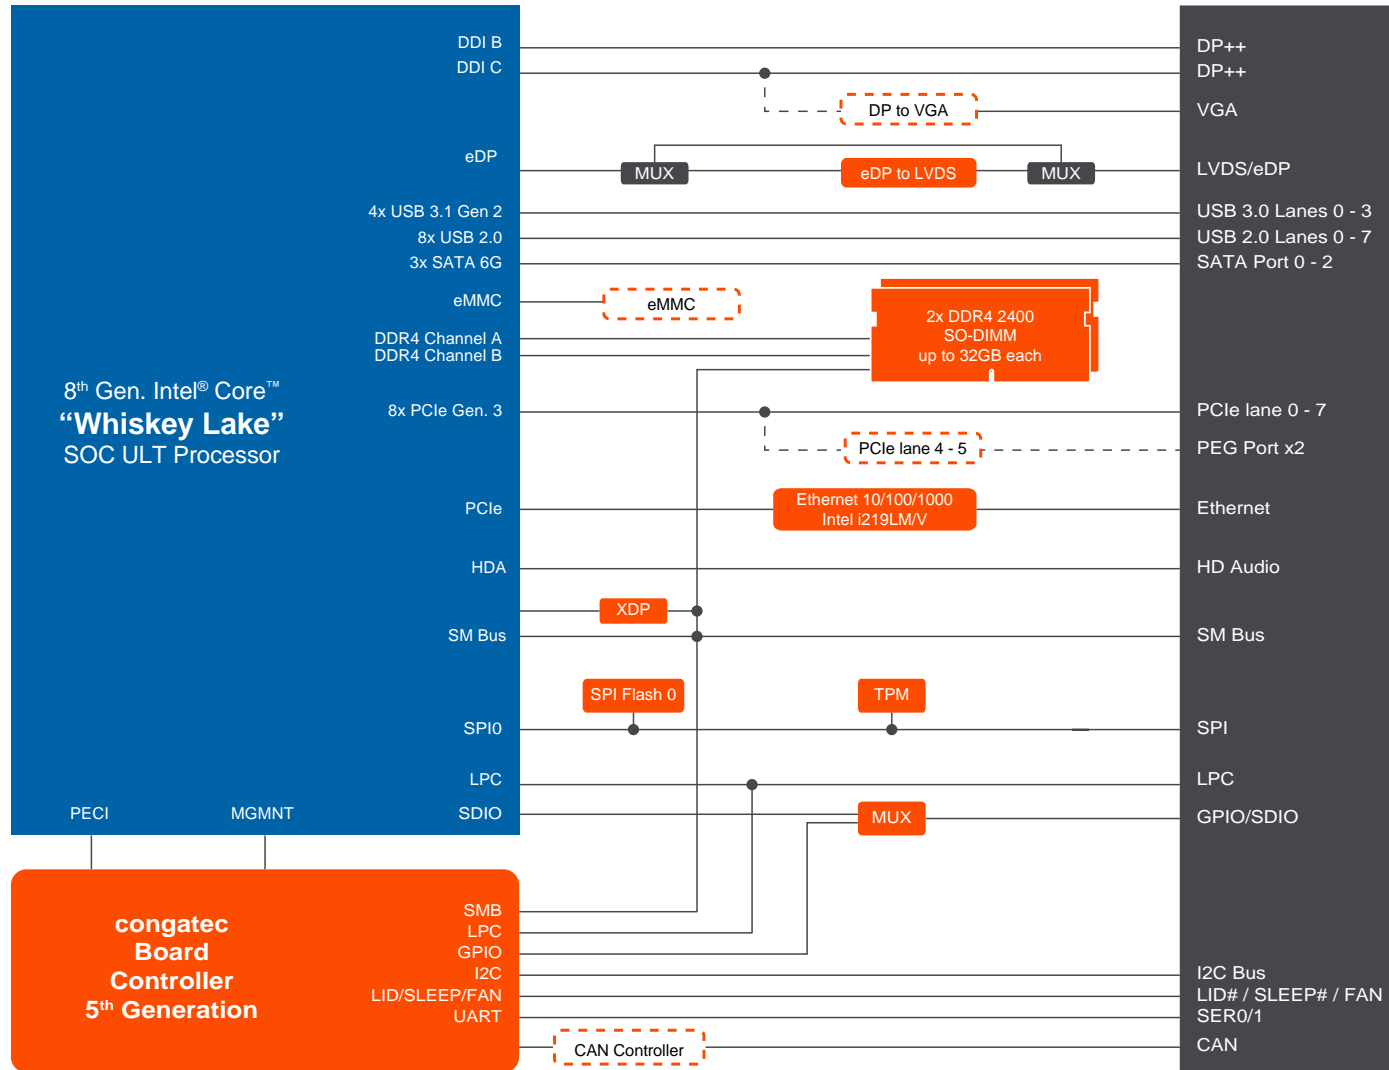 DDI B
DP++
DDI C
DP++
DP to VGA
VGA
eDP
MUX
eDP to LVDS
MUX
LVDS/eDP
4x USB 3.1 Gen 2
USB 3.0 Lanes 0 - 3
8x USB 2.0
USB 2.0 Lanes 0 - 7
3x SATA 6G
SATA Port 0 - 2
eMMC
eMMC
2x DDR4 2400
SO-DIMM
up to 32GB each
DDR4 Channel A
DDR4 Channel B
8th Gen. Intel® Core™
“Whiskey Lake”
SOC ULT Processor
8x PCIe Gen. 3
PCIe lane 0 - 7
PCIe lane 4 - 5
PEG Port x2
PCIe
Ethernet 10/100/1000
Intel i219LM/V
Ethernet
HDA
HD Audio
XDP
SM Bus
SM Bus
SPI Flash 0
TPM
SPI0
SPI
LPC
LPC
PECI
MGMNT
SDIO
MUX
GPIO/SDIO
congatec
Board
Controller
5th Generation
SMB
LPC
GPIO
I2C
I2C Bus
LID/SLEEP/FAN
LID# / SLEEP# / FAN
UART
SER0/1
CAN Controller
CAN